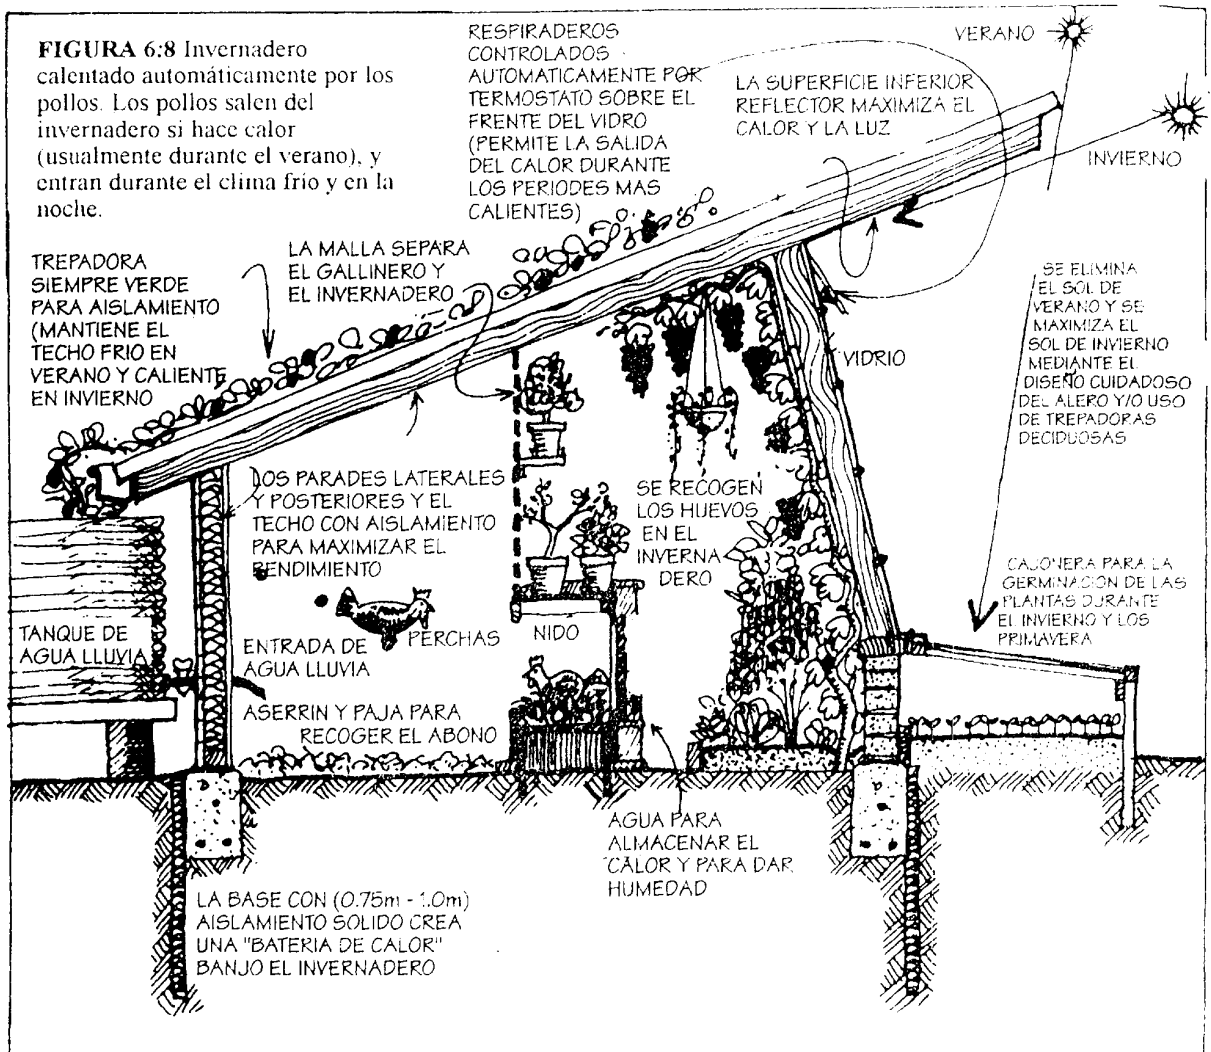 FIGURA 6:8 Invernadero
calentado automáticamente por los
pollos. Los pollos salen del
invernadero si hace calor
(usualmente durante el verano), y
entran durante el clima frío y en la
noche.
RESPIRADEROS
CONTROLADOS
AUTOMATICAMENTE POR
TERMOSTATO SOBRE EL
FRENTE DEL VIDRO
(PERMITE LA SALIDA
DEL CALOR DURANTE
LOS PERIODES MAS
CALIENTES)
LA SUPERFICIE INFERIOR
REFLECTOR MAXIMIZA EL
CALOR Y LA LUZ
VERANO
INVIERNO
TREPADORA
SIEMPRE VERDE
PARA AISLAMIENTO
(MANTIENE EL
TECHO FRIO EN
VERANO Y CALIENTE
EN INVIERNO
LA MALLA SEPARA
EL GALLINERO Y
EL INVERNADERO
VIDRIO
SE ELIMINA
EL SOL DE
VERANO Y SE
MAXIMIZA EL
SOL DE INVIERNO
MEDIANTE EL
DISEÑO CUIDADOSO
DEL ALERO Y/O USO
DE TREPADORAS
DECIDUOSAS
DOS PARADES LATERALES
Y POSTERIORES Y EL
TECHO CON AISLAMIENTO
PARA MAXIMIZAR EL
RENDIMIENTO
SE RECOGEN
LOS HUEVOS
EN EL
INVERNA
DERO
CAJONERA PARA LA
GERMINACION DE LAS
PLANTAS DURANTE
EL INVIERNO Y LOS
PRIMAVERA
TANQUE DE
AGUA LLUVIA
ENTRADA DE
AGUA LLUVIA
PERCHAS
NIDO
ASERRIN Y PAJA PARA
RECOGER EL ABONO
AGUA PARA
ALMACENAR EL
CALOR Y PARA DAR
HUMEDAD
LA BASE CON (0.75m - 1.0m)
AISLAMIENTO SOLIDO CREA
UNA "BATERIA DE CALOR"
BANJO EL INVERNADERO